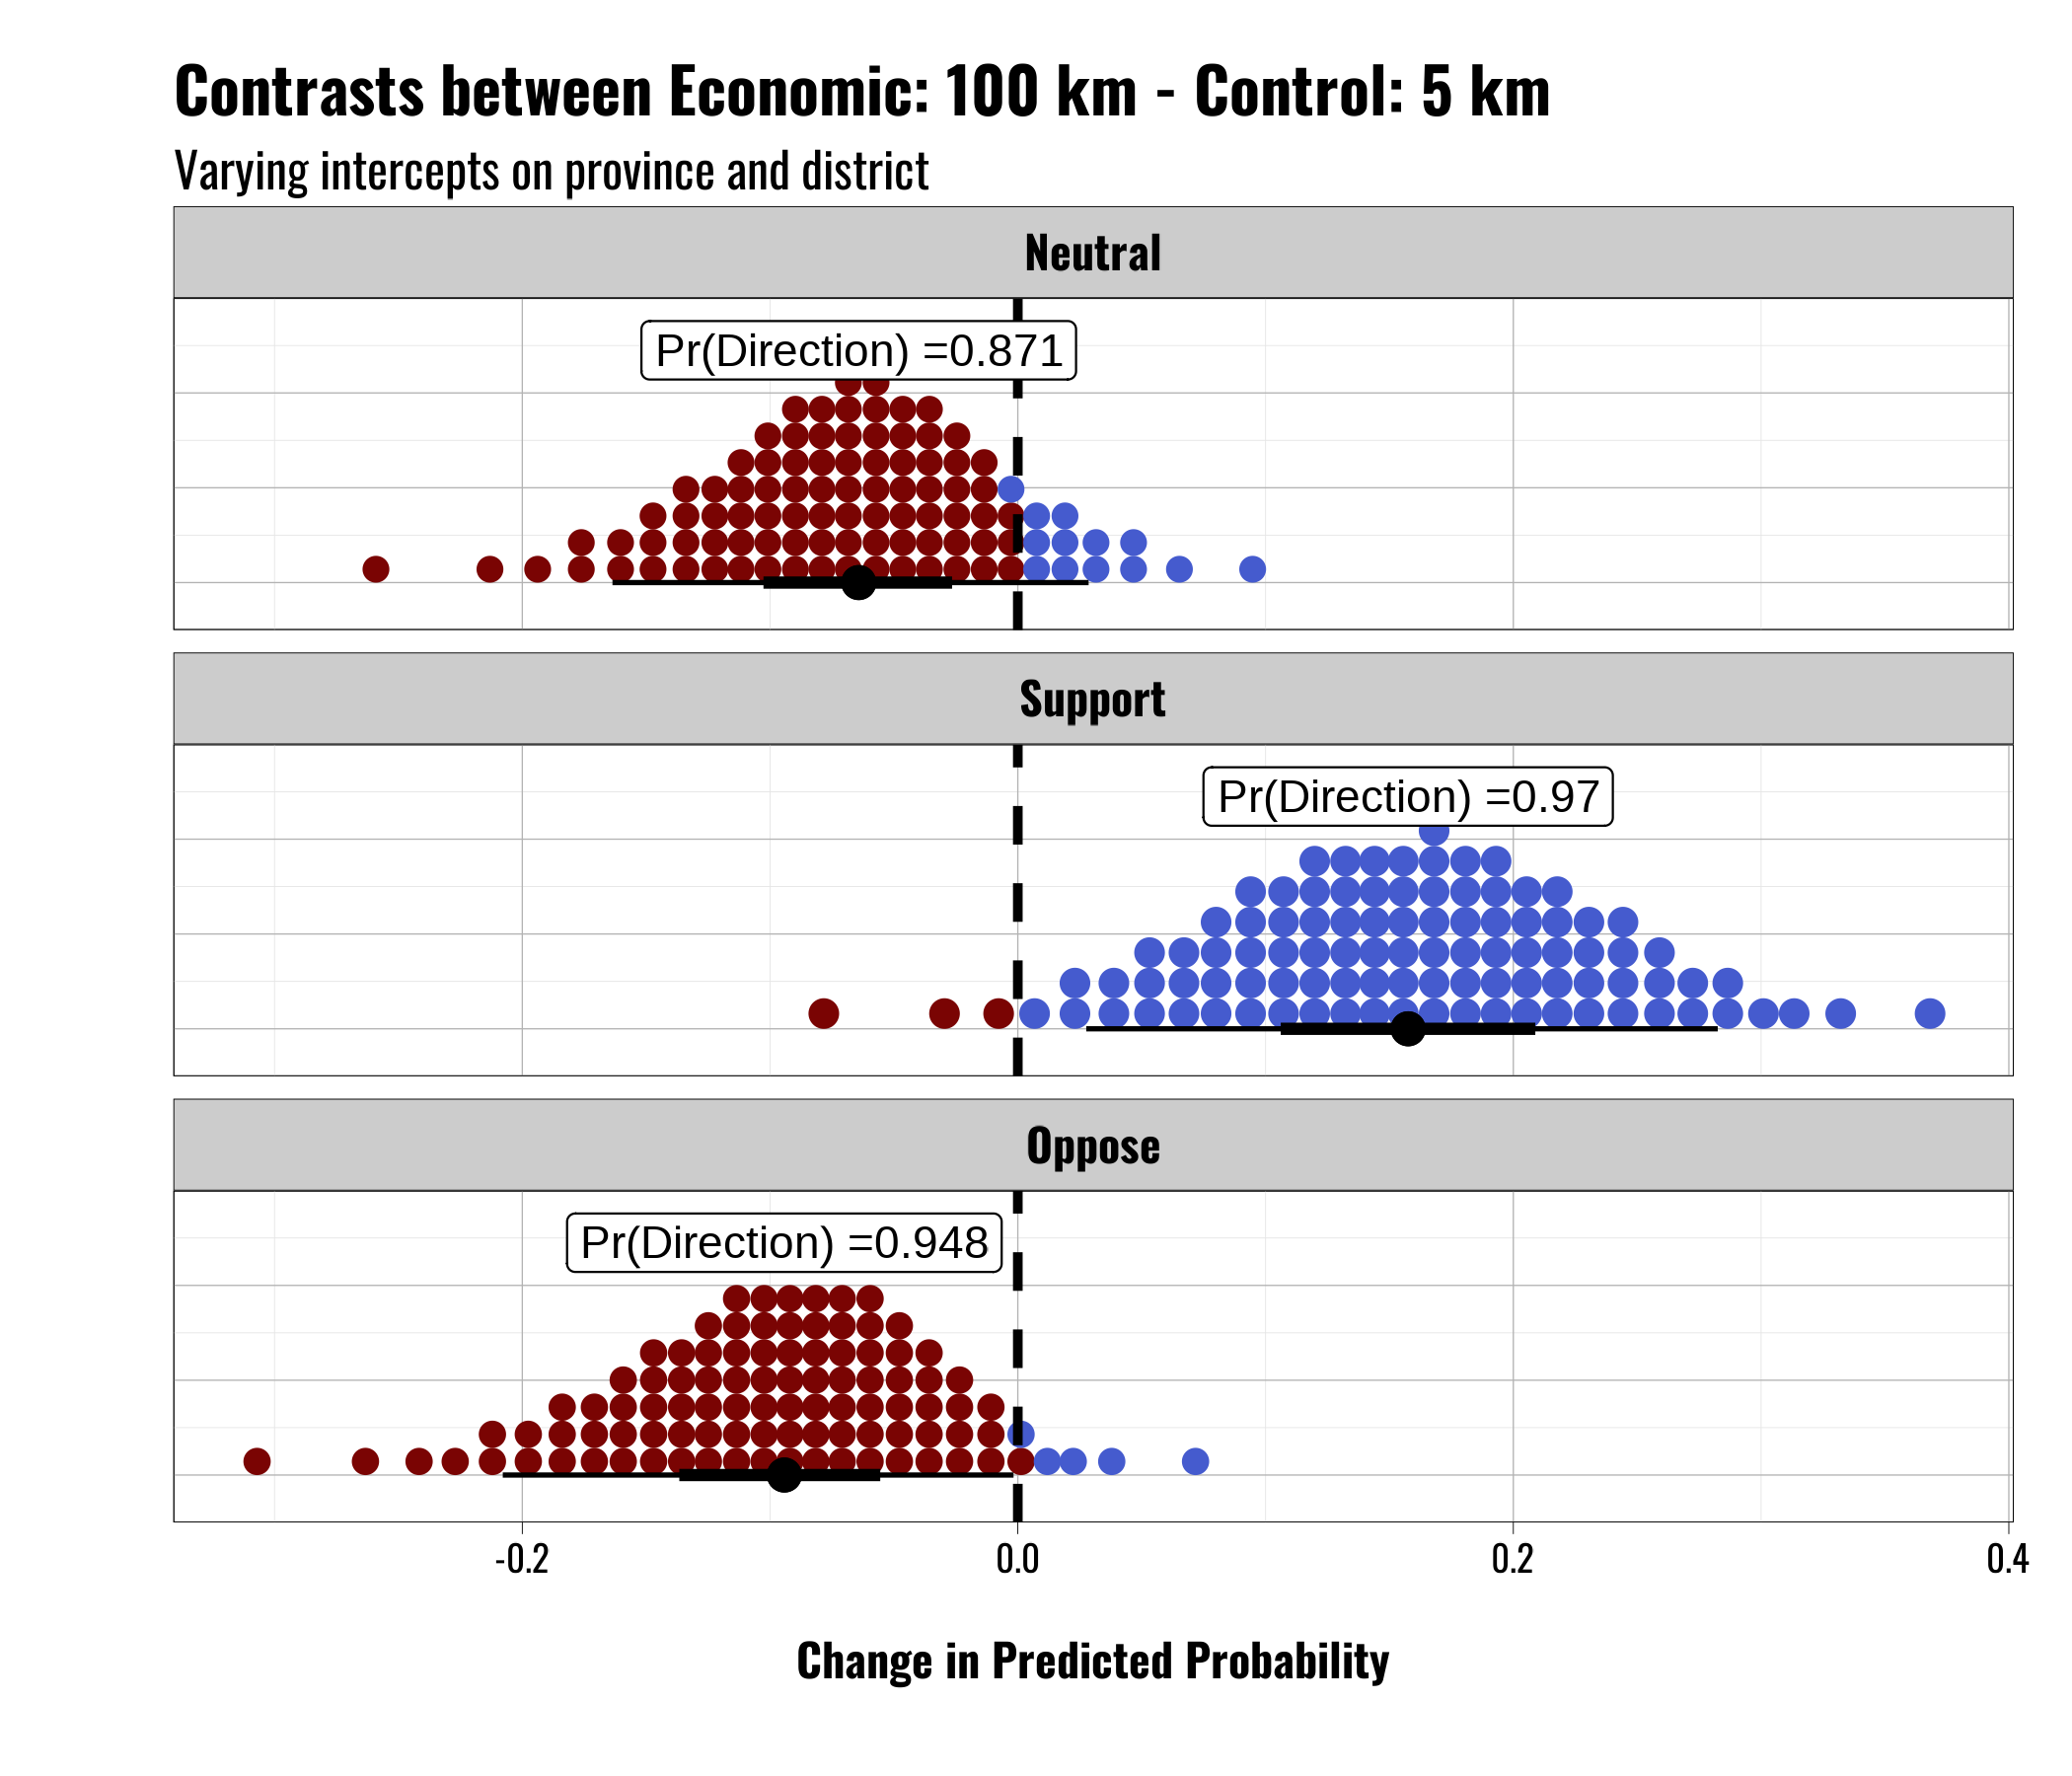 Contrasts between Economic: 100 km - Control: 5 km
Varying intercepts on province and district
Neutral
Pr(Direction) =0.871
Support
Pr(Direction) =0.97
Oppose
Pr(Direction) =0.948
-0.2 0.0 0.2 0.4
Change in Predicted Probability